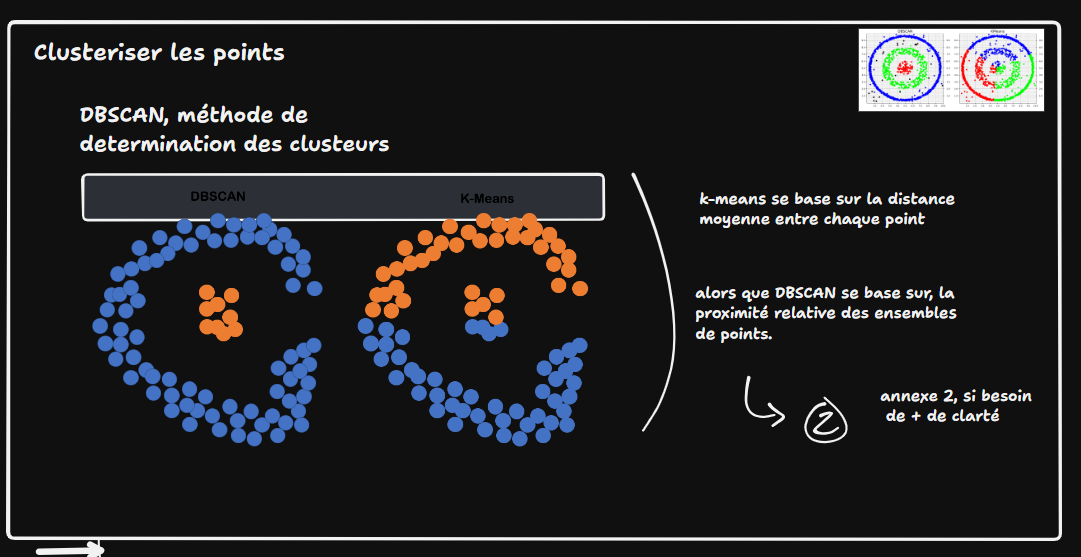 Clusteriser les points
DBSCAN
KMeans
DBSCAN, méthode de
determination des clusteurs
DBSCAN
K-Means
k-means se base sur la distance
moyenne entre chaque point
alors que DBSCAN se base sur, la
proximité relative des ensembles
de points.
2
annexe 2, si besoin
de + de clarté